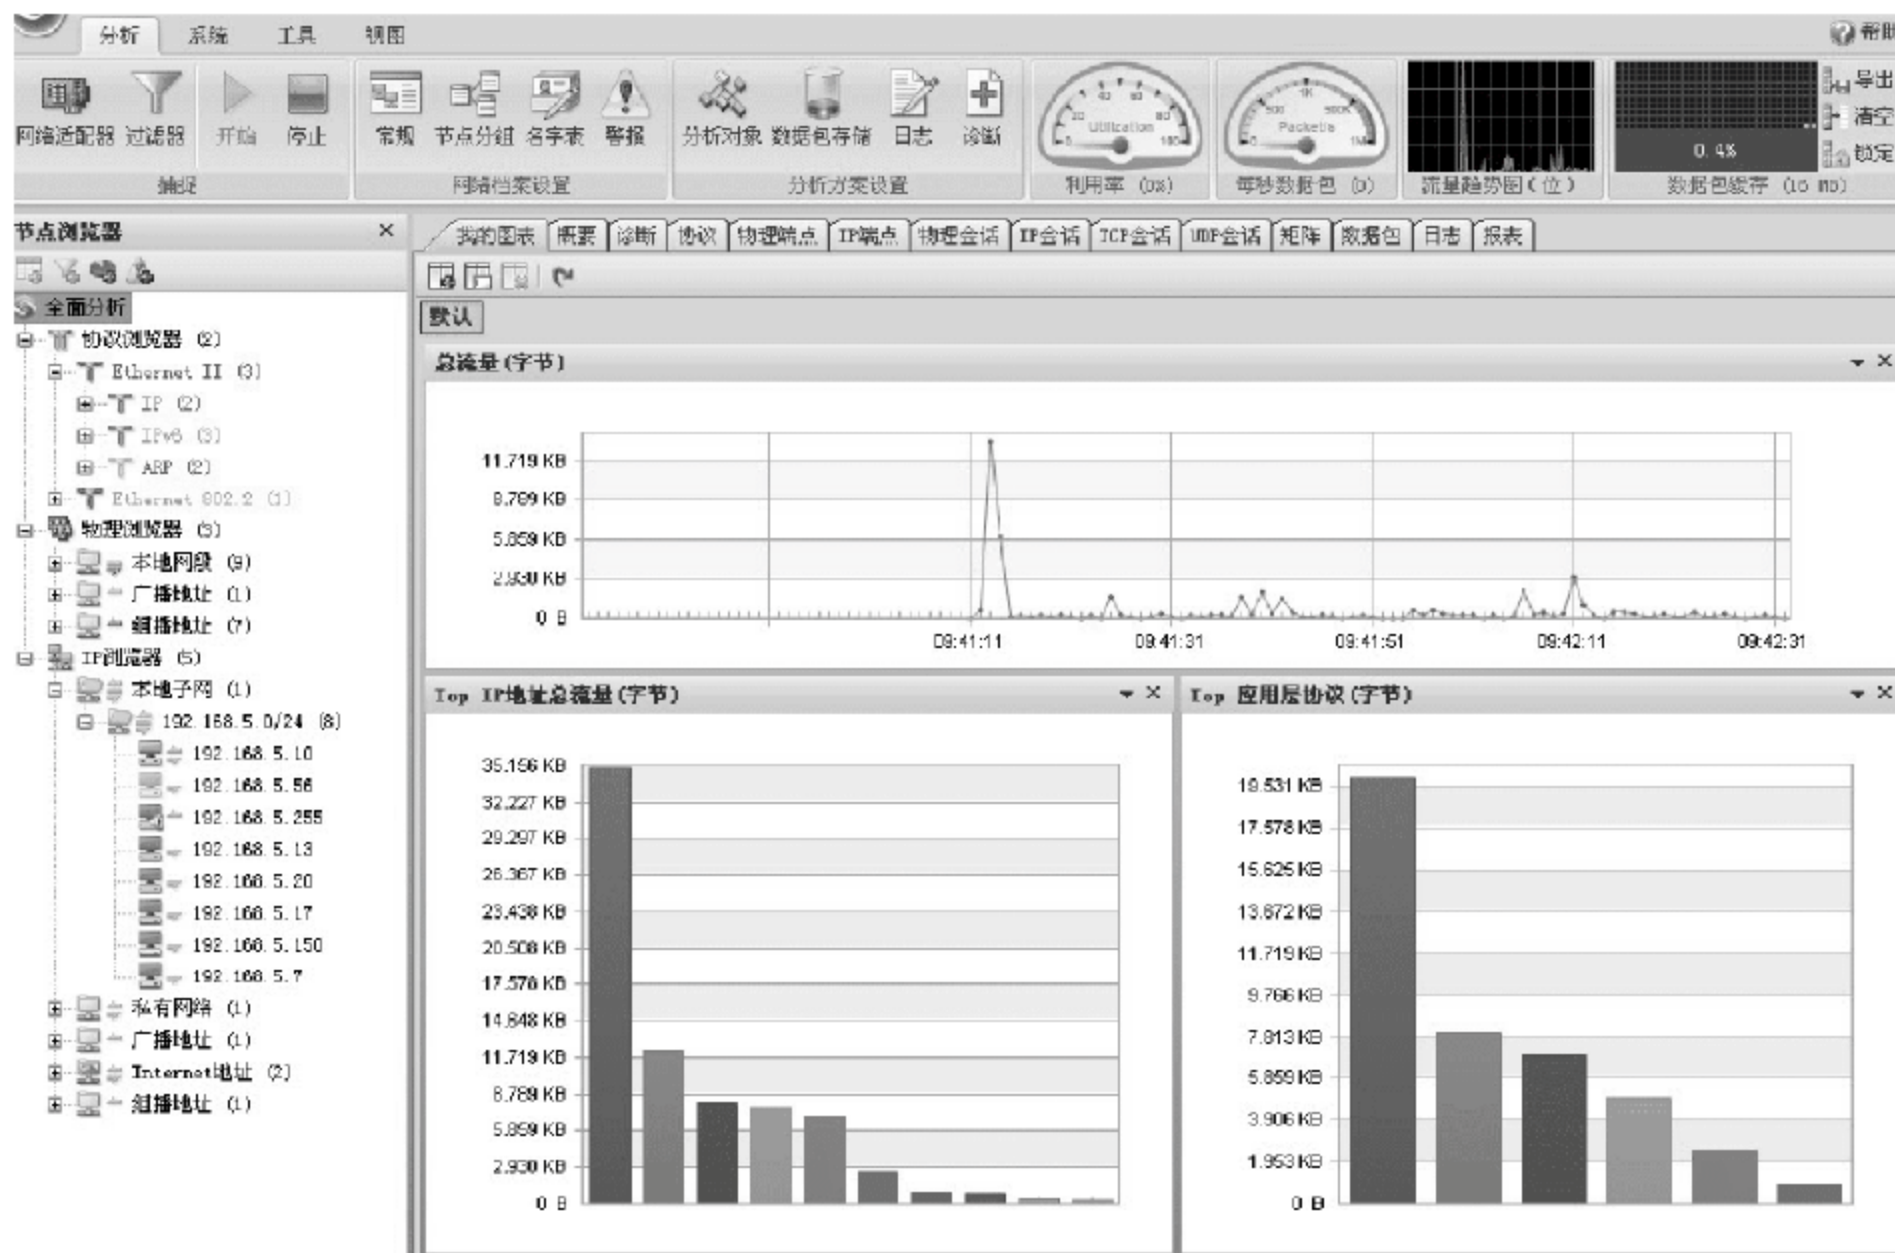 分析 系统 工具 视图 帮助
网络适配器 过滤器 开始 停止 常规 节点分组 名字表 警报 分析对象 数据包存储 日志 诊断 导出 清空 锁定
Utilization
Packets
0.4%
捕捉 网络档案设置 分析方案设置 利用率 (0%) 每秒数据包 (0) 流量趋势图(位) 数据包缓存 (16 MB)
节点浏览器
我的图表 概要 诊断 协议 物理端点 IP端点 物理会话 IP会话 TCP会话 UDP会话 矩阵 数据包 日志 报表
全面分析
协议浏览器 (2)
Ethernet II (3)
IP (2)
IPv6 (3)
ARP (2)
Ethernet 802.2 (1)
物理浏览器 (3)
本地网段 (9)
广播地址 (1)
组播地址 (7)
IP浏览器 (5)
本地子网 (1)
192.168.5.0/24 (8)
192.168.5.10
192.168.5.56
192.168.5.255
192.168.5.13
192.168.5.20
192.168.5.17
192.168.5.150
192.168.5.7
私有网络 (1)
广播地址 (1)
Internet地址 (2)
组播地址 (1)
默认
总流量(字节)
11.719 KB
8.789 KB
5.859 KB
2.930 KB
0 B
09:41:11 09:41:31 09:41:51 09:42:11 09:42:31
Top IP地址总流量(字节)
35.156 KB
32.227 KB
29.297 KB
26.367 KB
23.438 KB
20.508 KB
17.578 KB
14.648 KB
11.719 KB
8.789 KB
5.859 KB
2.930 KB
0 B
Top 应用层协议(字节)
19.531 KB
17.578 KB
15.625 KB
13.672 KB
11.719 KB
9.766 KB
7.813 KB
5.859 KB
3.906 KB
1.953 KB
0 B